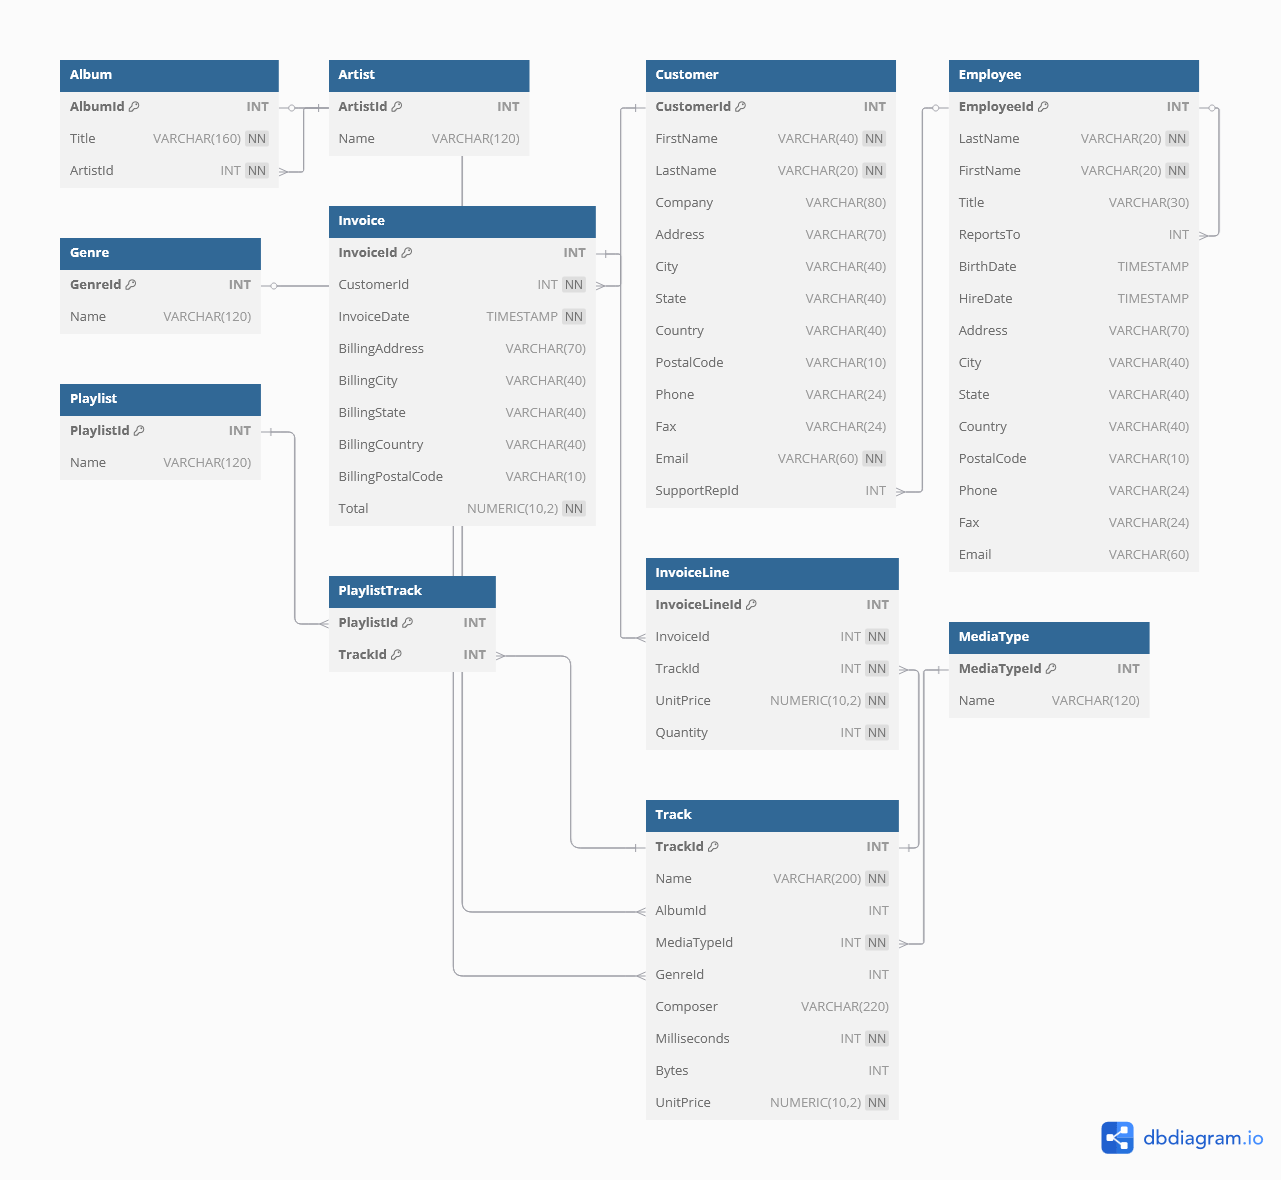 Album
AlbumId INT
Title VARCHAR(160) NN
ArtistId INT NN
Artist
ArtistId INT
Name VARCHAR(120)
Customer
CustomerId INT
FirstName VARCHAR(40) NN
LastName VARCHAR(20) NN
Company VARCHAR(80)
Address VARCHAR(70)
City VARCHAR(40)
State VARCHAR(40)
Country VARCHAR(40)
PostalCode VARCHAR(10)
Phone VARCHAR(24)
Fax VARCHAR(24)
Email VARCHAR(60) NN
SupportRepId INT
Employee
EmployeeId INT
LastName VARCHAR(20) NN
FirstName VARCHAR(20) NN
Title VARCHAR(30)
ReportsTo INT
BirthDate TIMESTAMP
HireDate TIMESTAMP
Address VARCHAR(70)
City VARCHAR(40)
State VARCHAR(40)
Country VARCHAR(40)
PostalCode VARCHAR(10)
Phone VARCHAR(24)
Fax VARCHAR(24)
Email VARCHAR(60)
Genre
GenreId INT
Name VARCHAR(120)
Invoice
InvoiceId INT
CustomerId INT NN
InvoiceDate TIMESTAMP NN
BillingAddress VARCHAR(70)
BillingCity VARCHAR(40)
BillingState VARCHAR(40)
BillingCountry VARCHAR(40)
BillingPostalCode VARCHAR(10)
Total NUMERIC(10,2) NN
Playlist
PlaylistId INT
Name VARCHAR(120)
PlaylistTrack
PlaylistId INT
TrackId INT
InvoiceLine
InvoiceLineId INT
InvoiceId INT NN
TrackId INT NN
UnitPrice NUMERIC(10,2) NN
Quantity INT NN
MediaType
MediaTypeId INT
Name VARCHAR(120)
Track
TrackId INT
Name VARCHAR(200) NN
AlbumId INT
MediaTypeId INT NN
GenreId INT
Composer VARCHAR(220)
Milliseconds INT NN
Bytes INT
UnitPrice NUMERIC(10,2) NN
dbdiagram.io